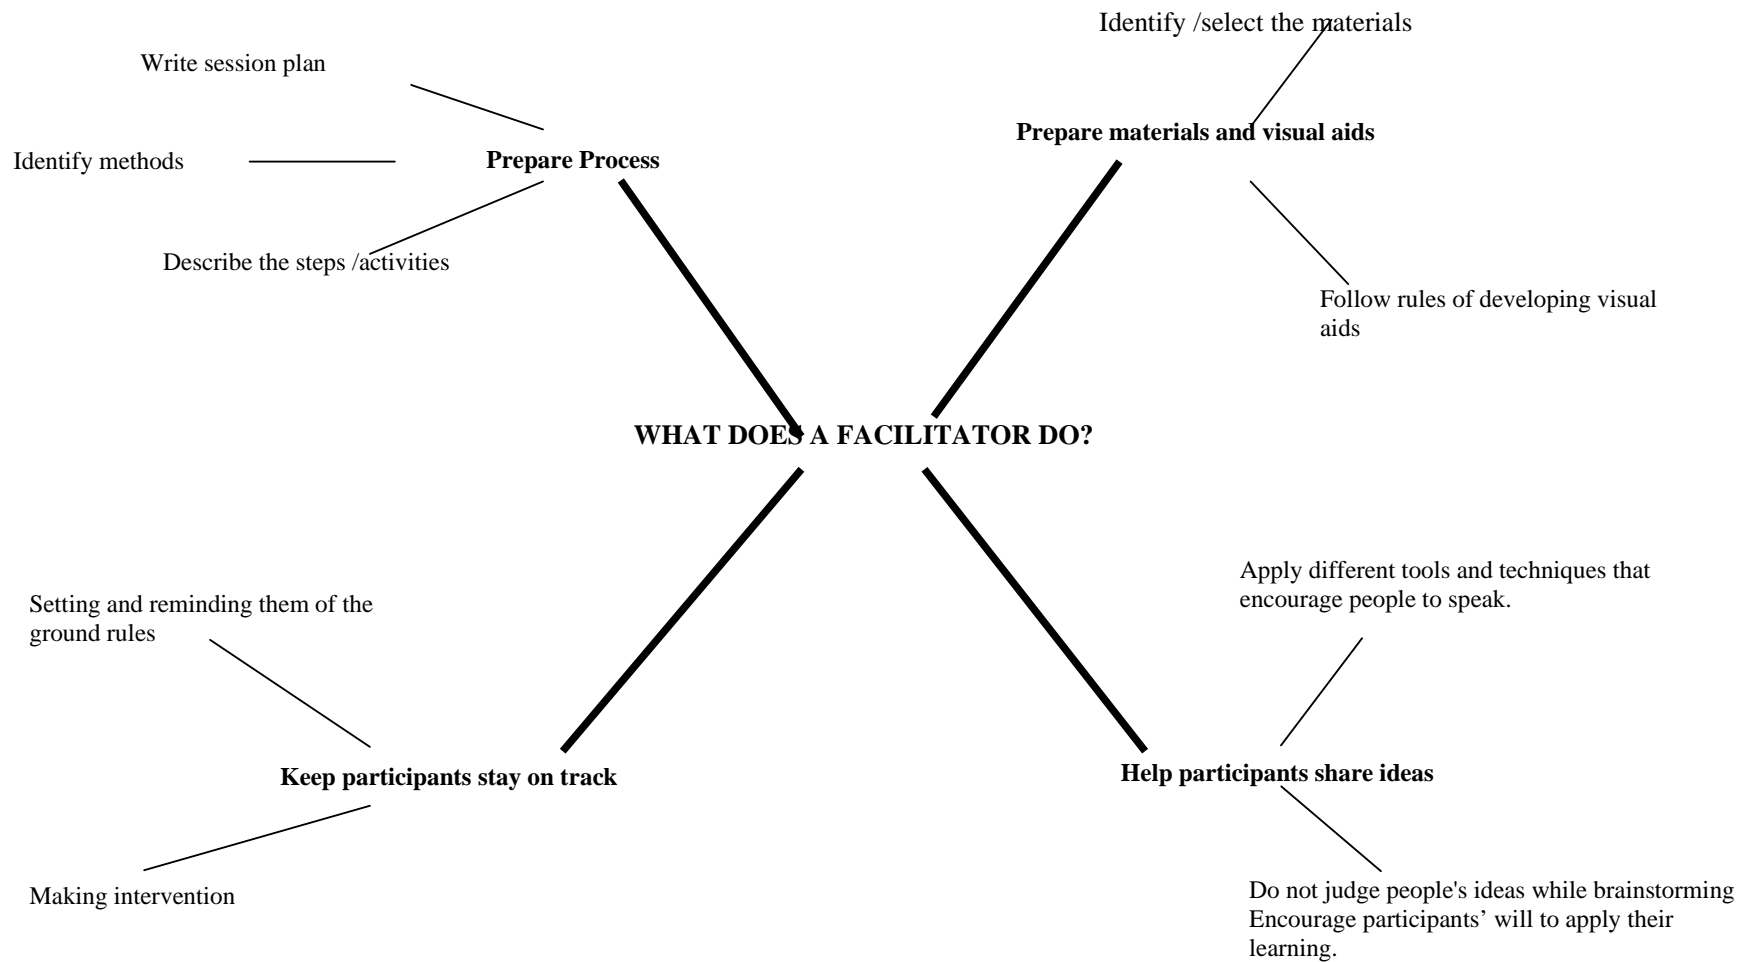 Identify /select the materials
Write session plan
Prepare materials and visual aids
Identify methods
Prepare Process
Describe the steps /activities
Follow rules of developing visual
aids
WHAT DOES A FACILITATOR DO?
Apply different tools and techniques that
encourage people to speak.
Setting and reminding them of the
ground rules
Keep participants stay on track
Help participants share ideas
Making intervention
Do not judge people's ideas while brainstorming
Encourage participants’ will to apply their
learning.